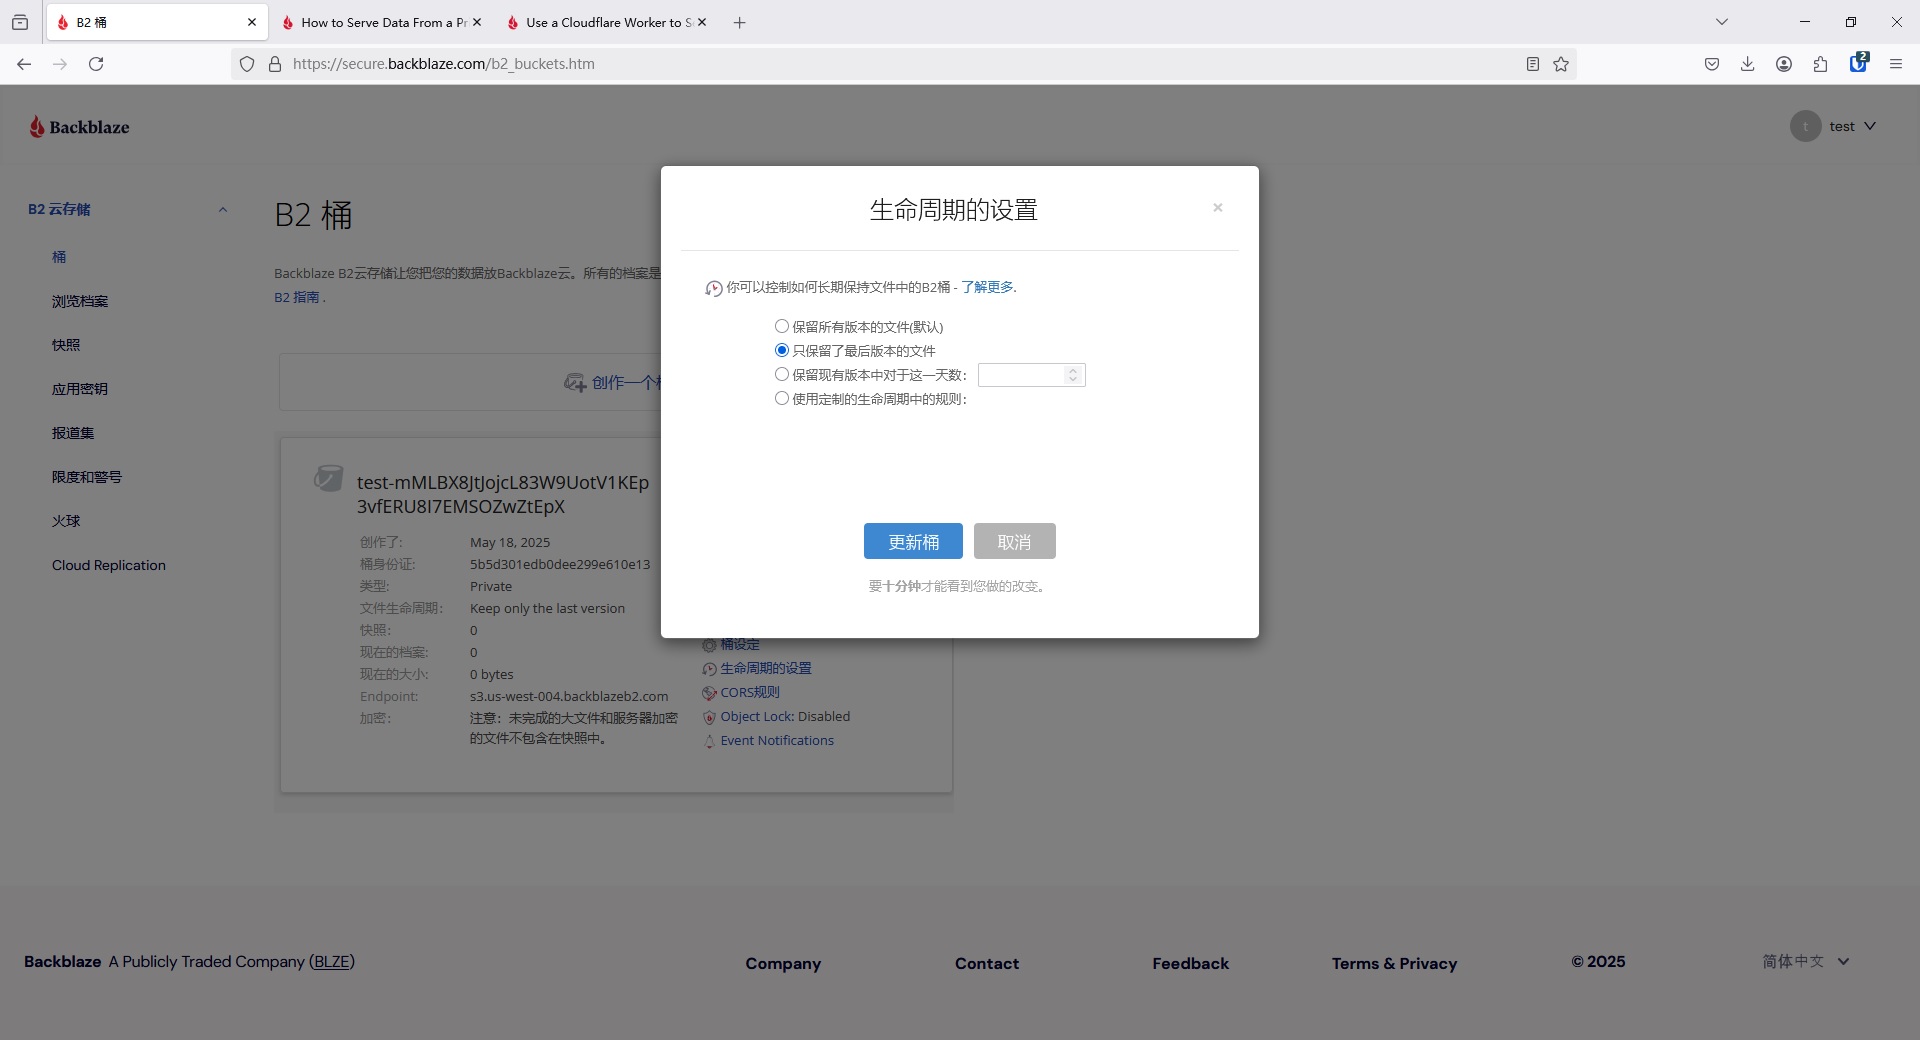 B2 桶
How to Serve Data From a Pr
Use a Cloudflare Worker to S
https://secure.backblaze.com/b2_buckets.htm
2
Backblaze
t
test
B2 云存储
桶
浏览档案
快照
应用密钥
报道集
限度和警号
火球
Cloud Replication
B2 桶
Backblaze B2云存储让您把您的数据放Backblaze云。所有的档案是
B2 指南 .
创作一个
test-mMLBX8JtJojcL83W9UotV1KEp
3vfERU8I7EMSOZwZtEpX
创作了: May 18, 2025
桶身份证: 5b5d301edb0dee299e610e13
类型: Private
文件生命周期: Keep only the last version
快照: 0
现在的档案: 0
现在的大小: 0 bytes
Endpoint: s3.us-west-004.backblazeb2.com
加密: 注意：未完成的大文件和服务器加密
的文件不包含在快照中。
桶设定
生命周期的设置
CORS规则
Object Lock: Disabled
Event Notifications
生命周期的设置
×
你可以控制如何长期保持文件中的B2桶 - 了解更多.
保留所有版本的文件(默认)
只保留了最后版本的文件
保留现有版本中对于这一天数：
使用定制的生命周期中的规则：
更新桶
取消
要十分钟才能看到您做的改变。
Backblaze A Publicly Traded Company (BLZE)
Company
Contact
Feedback
Terms & Privacy
© 2025
简体中文